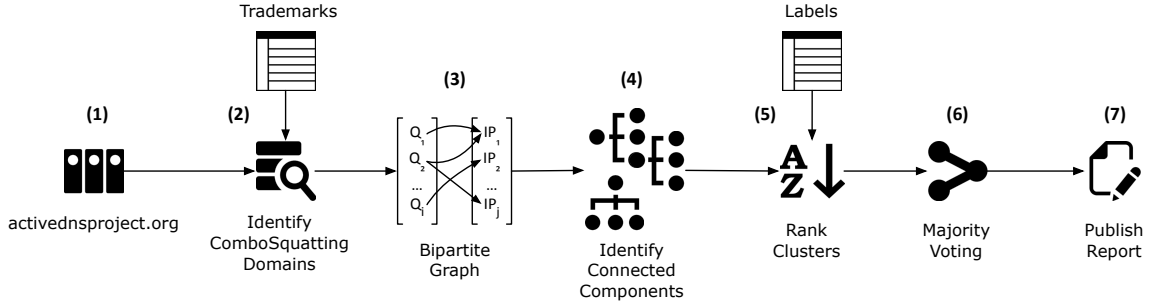 Trademarks
Labels
(1)
(2)
(3)
(4)
(5)
(6)
(7)
Q1 IP1
Q2 IP2
... ...
Qi IPj
A
Z
activednsproject.org
Identify
ComboSquatting
Domains
Bipartite
Graph
Identify
Connected
Components
Rank
Clusters
Majority
Voting
Publish
Report